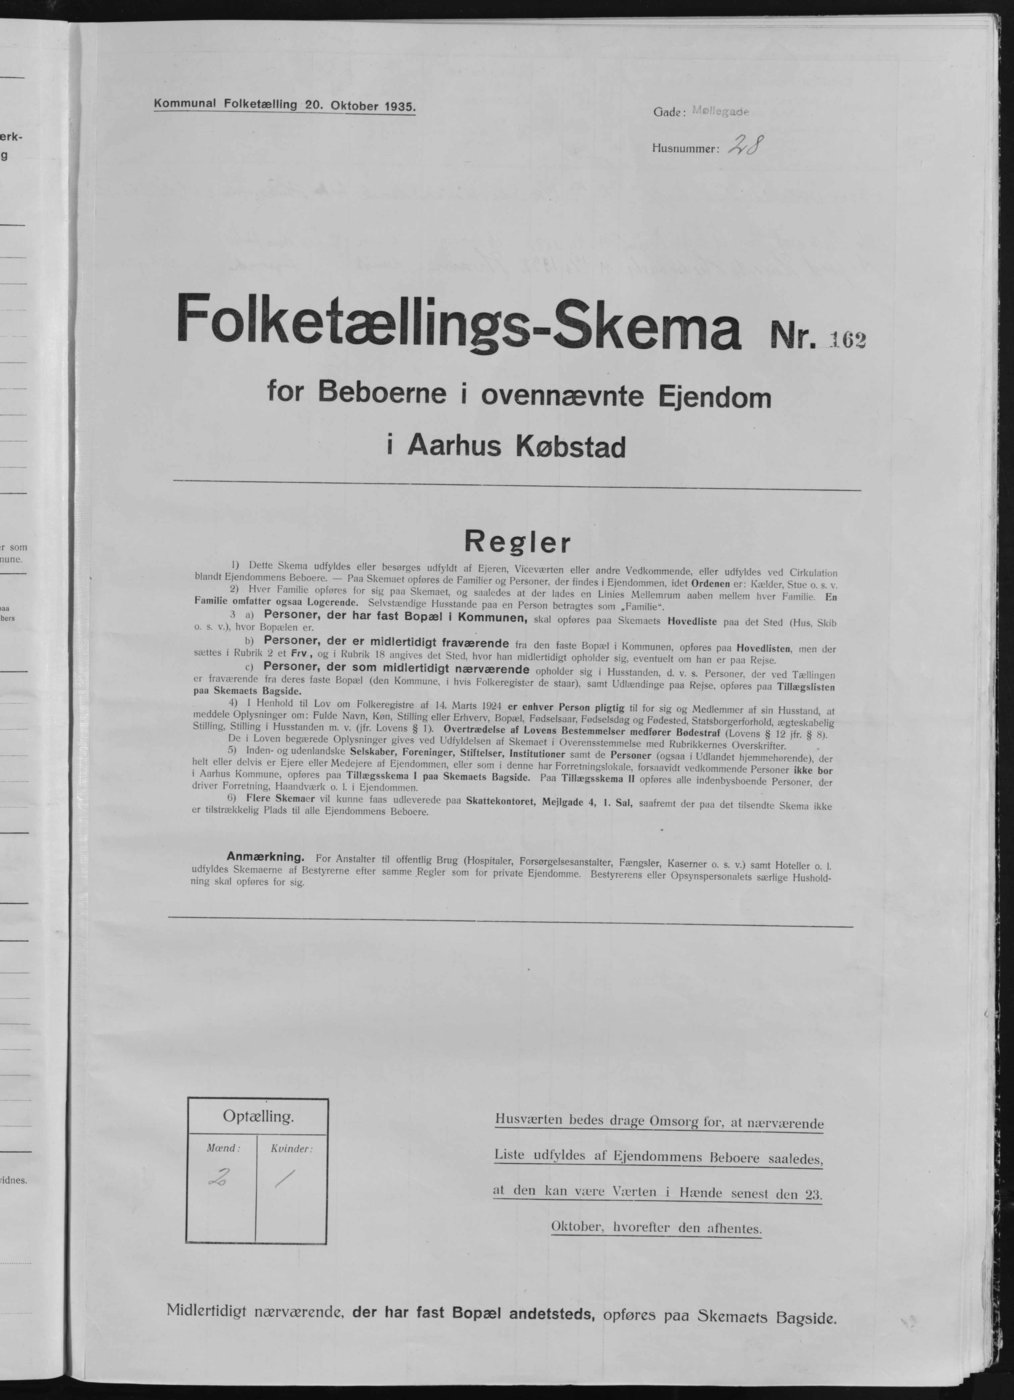 Kommunal Folketælling 20. Oktober 1935.
Gade: Møllegade
Husnummer: 28
Folketællings-Skema Nr. 162
for Beboerne i ovennævnte Ejendom
i Aarhus Købstad
Regler
1) Dette Skema udfyldes eller besørges udfyldt af Ejeren, Viceværten eller andre Vedkommende, eller udfyldes ved Cirkulation
blandt Ejendommens Beboere. — Paa Skemaet opføres de Familier og Personer, der findes i Ejendommen, idet Ordenen er: Kælder, Stue o. s. v.
2) Hver Familie opføres for sig paa Skemaet, og saaledes at der lades en Linies Mellemrum aaben mellem hver Familie. En
Familie omfatter ogsaa Logerende. Selvstændige Husstande paa en Person betragtes som „Familie“.
3 a) Personer, der har fast Bopæl i Kommunen, skal opføres paa Skemaets Hovedliste paa det Sted (Hus, Skib
o. s. v.), hvor Bopælen er.
b) Personer, der er midlertidigt fraværende fra den faste Bopæl i Kommunen, opføres paa Hovedlisten, men der
sættes i Rubrik 2 et Frv., og i Rubrik 18 angives det Sted, hvor han midlertidigt opholder sig, eventuelt om han er paa Rejse.
c) Personer, der som midlertidigt nærværende opholder sig i Husstanden, d. v. s. Personer, der ved Tællingen
er fraværende fra deres faste Bopæl (den Kommune, i hvis Folkeregister de staar), samt Udlændinge paa Rejse, opføres paa Tillægslisten
paa Skemaets Bagside.
4) I Henhold til Lov om Folkeregistre af 14. Marts 1924 er enhver Person pligtig til for sig og Medlemmer af sin Husstand, at
meddele Oplysninger om: Fulde Navn, Køn, Stilling eller Erhverv, Bopæl, Fødselsaar, Fødselsdag og Fødested, Statsborgerforhold, ægteskabelig
Stilling, Stilling i Husstanden m. v. (jfr. Lovens § 1). Overtrædelse af Lovens Bestemmelser medfører Bødestraf (Lovens § 12 jfr. § 8).
De i Loven begærede Oplysninger gives ved Udfyldelsen af Skemaet i Overensstemmelse med Rubrikkernes Overskrifter.
5) Inden- og udenlandske Selskaber, Foreninger, Stiftelser, Institutioner samt de Personer (ogsaa i Udlandet hjemmehørende), der
helt eller delvis er Ejere eller Medejere af Ejendommen, eller som i denne har Forretningslokale, forsaavidt vedkommende Personer ikke bor
i Aarhus Kommune, opføres paa Tillægsskema I paa Skemaets Bagside. Paa Tillægsskema II opføres alle indenbysboende Personer, der
driver Forretning, Haandværk o. l. i Ejendommen.
6) Flere Skemaer vil kunne faas udleverede paa Skattekontoret, Mejlgade 4, 1. Sal, saafremt der paa det tilsendte Skema ikke
er tilstrækkelig Plads til alle Ejendommens Beboere.
Anmærkning. For Anstalter til offentlig Brug (Hospitaler, Forsørgelsesanstalter, Fængsler, Kaserner o. s. v.) samt Hoteller o. l.
udfyldes Skemaerne af Bestyrerne efter samme Regler som for private Ejendomme. Bestyrerens eller Opsynspersonalets særlige Hushold-
ning skal opføres for sig.
Optælling.
Mænd: Kvinder:
2 1
Husværten bedes drage Omsorg for, at nærværende
Liste udfyldes af Ejendommens Beboere saaledes,
at den kan være Værten i Hænde senest den 23.
Oktober, hvorefter den afhentes.
Midlertidigt nærværende, der har fast Bopæl andetsteds, opføres paa Skemaets Bagside.